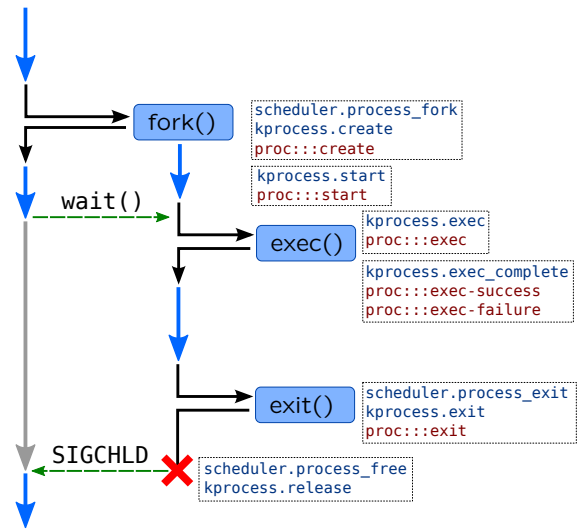 fork()
scheduler.process_fork
kprocess.create
proc:::create
kprocess.start
proc:::start
wait()
exec()
kprocess.exec
proc:::exec
kprocess.exec_complete
proc:::exec-success
proc:::exec-failure
exit()
scheduler.process_exit
kprocess.exit
proc:::exit
SIGCHLD
scheduler.process_free
kprocess.release